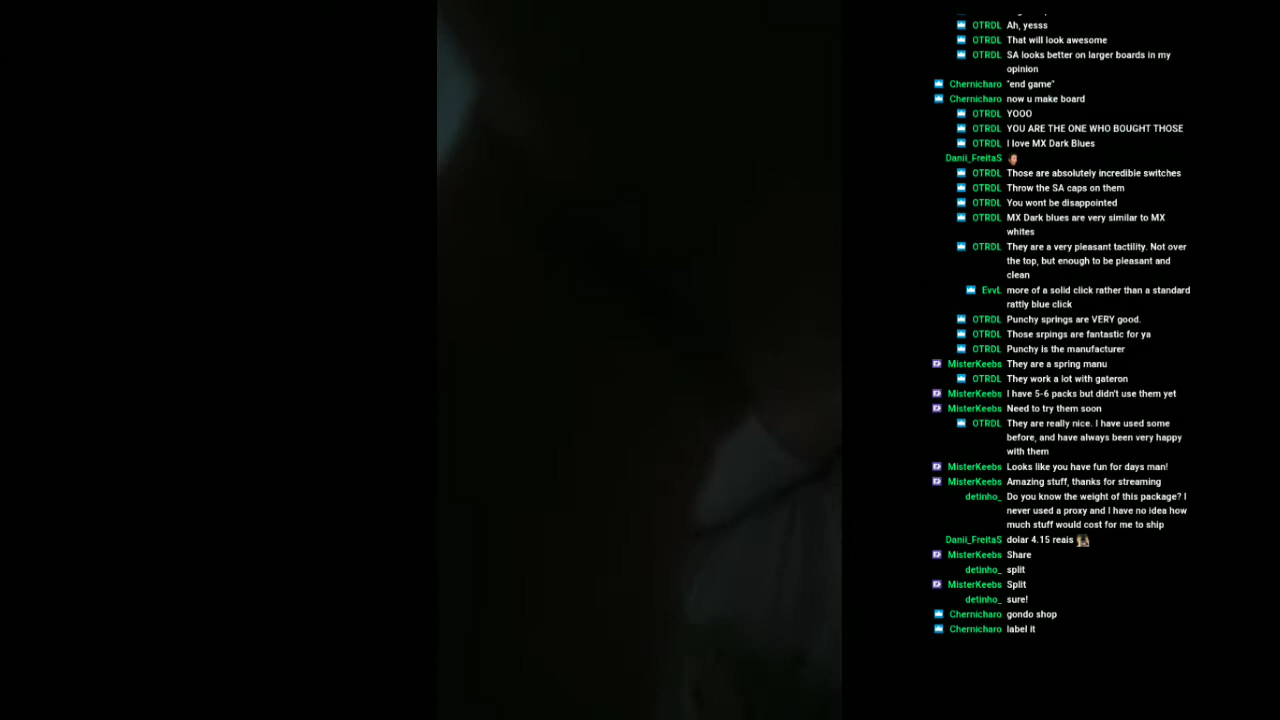 OTRDL Ah, yesss
OTRDL That will look awesome
OTRDL SA looks better on larger boards in my
opinion
Chernicharo "end game"
Chernicharo now u make board
OTRDL YOOO
OTRDL YOU ARE THE ONE WHO BOUGHT THOSE
OTRDL I love MX Dark Blues
Danii_FreitaS
OTRDL Those are absolutely incredible switches
OTRDL Throw the SA caps on them
OTRDL You wont be disappointed
OTRDL MX Dark blues are very similar to MX
whites
OTRDL They are a very pleasant tactility. Not over
the top, but enough to be pleasant and
clean
EvvL more of a solid click rather than a standard
rattly blue click
OTRDL Punchy springs are VERY good.
OTRDL Those srpings are fantastic for ya
OTRDL Punchy is the manufacturer
MisterKeebs They are a spring manu
OTRDL They work a lot with gateron
MisterKeebs I have 5-6 packs but didn't use them yet
MisterKeebs Need to try them soon
OTRDL They are really nice. I have used some
before, and have always been very happy
with them
MisterKeebs Looks like you have fun for days man!
MisterKeebs Amazing stuff, thanks for streaming
detinho_ Do you know the weight of this package? I
never used a proxy and I have no idea how
much stuff would cost for me to ship
Danii_FreitaS dolar 4.15 reais
MisterKeebs Share
detinho_ split
MisterKeebs Split
detinho_ sure!
Chernicharo gondo shop
Chernicharo label it